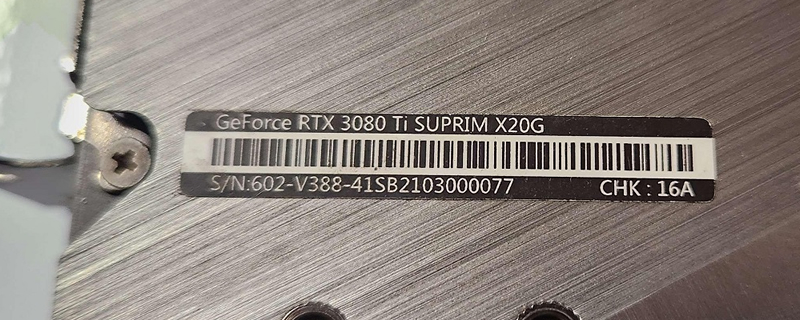 GeForce RTX 3080 Ti SUPRIM X20G
S/N:602-V388-41SB2103000077
CHK : 16A